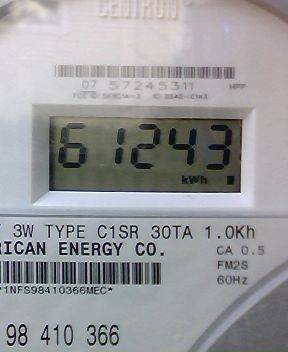 CENTRON
07 57245311
HPF
61243
kWh
3W TYPE C1SR 30TA 1.0Kh
RICAN ENERGY CO.
CA 0.5
FM2S
60Hz
*1NFS98410366MEC*
98 410 366